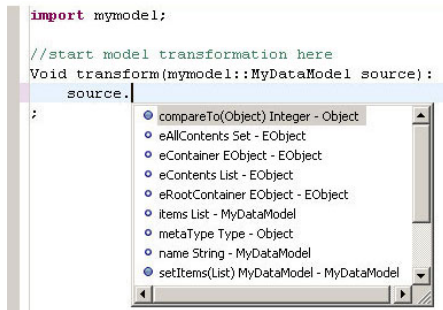 import mymodel;
//start model transformation here
Void transform(mymodel::MyDataModel source):
source.
;
compareTo(Object) Integer - Object
eAllContents Set - EObject
eContainer EObject - EObject
eContents List - EObject
eRootContainer EObject - EObject
items List - MyDataModel
metaType Type - Object
name String - MyDataModel
setItems(List) MyDataModel - MyDataModel